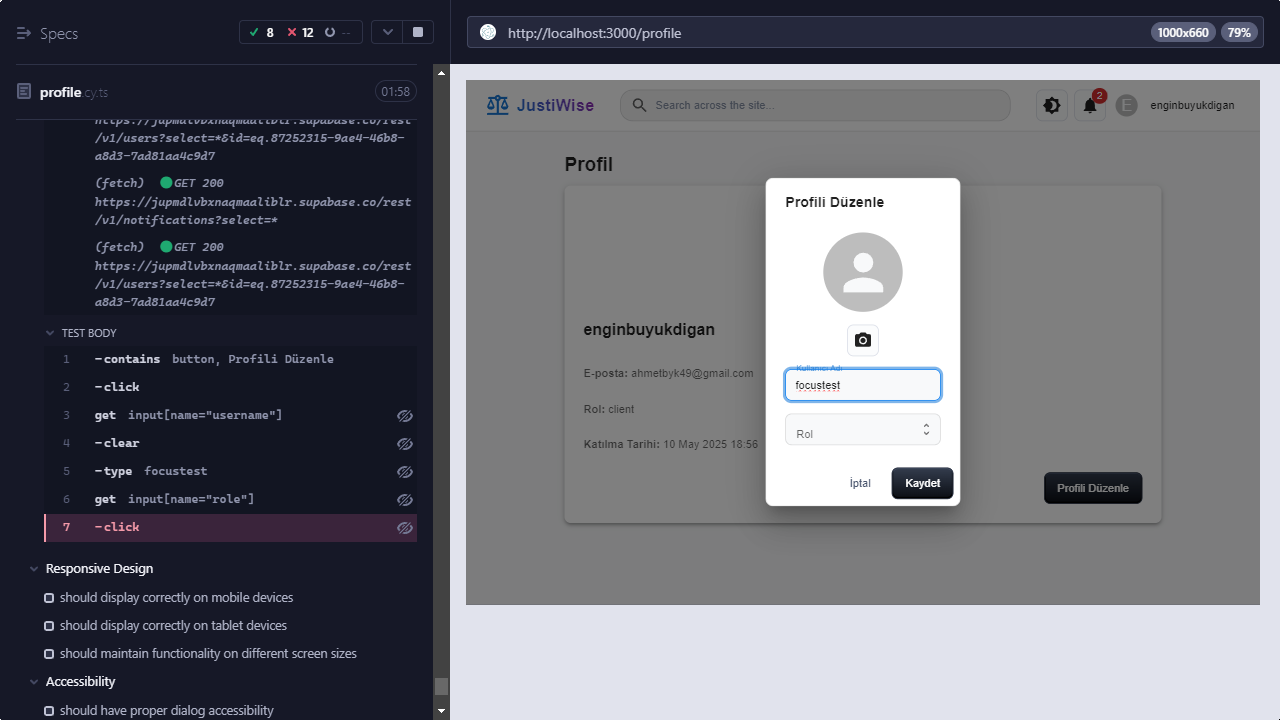 Specs
8
12
--
profile.cy.ts
01:58
https://jupmdlvbxnaqmaaliblr.supabase.co/rest
/v1/users?select=*&id=eq.87252315-9ae4-46b8-
a8d3-7ad81aa4c9d7
(fetch) GET 200
https://jupmdlvbxnaqmaaliblr.supabase.co/rest
/v1/notifications?select=*
(fetch) GET 200
https://jupmdlvbxnaqmaaliblr.supabase.co/rest
/v1/users?select=*&id=eq.87252315-9ae4-46b8-
a8d3-7ad81aa4c9d7
TEST BODY
1 -contains button, Profili Düzenle
2 -click
3 get input[name="username"]
4 -clear
5 -type focustest
6 get input[name="role"]
7 -click
Responsive Design
should display correctly on mobile devices
should display correctly on tablet devices
should maintain functionality on different screen sizes
Accessibility
should have proper dialog accessibility
http://localhost:3000/profile
1000x660
79%
JustiWise
Search across the site...
2
E
enginbuyukdigan
Profil
enginbuyukdigan
E-posta: ahmetbyk49@gmail.com
Rol: client
Katılma Tarihi: 10 May 2025 18:56
Profili Düzenle
Profili Düzenle
Kullanıcı Adı
focustest
Rol
İptal
Kaydet